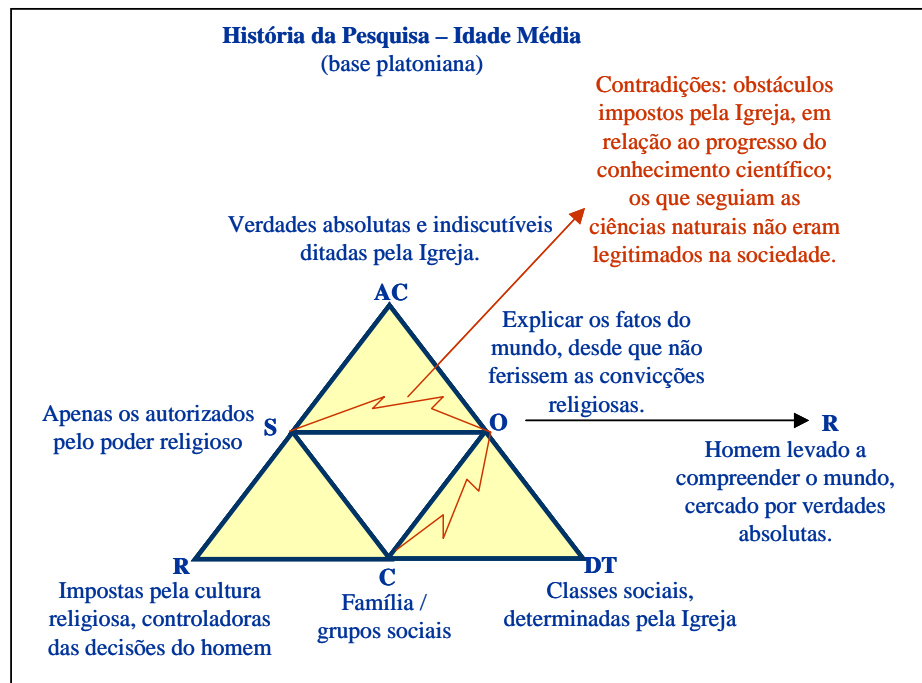 História da Pesquisa – Idade Média
(base platoniana)
Contradições: obstáculos
impostos pela Igreja, em
relação ao progresso do
conhecimento científico;
os que seguiam as
ciências naturais não eram
legitimados na sociedade.
Verdades absolutas e indiscutíveis
ditadas pela Igreja.
AC
Explicar os fatos do
mundo, desde que não
ferissem as convicções
religiosas.
Apenas os autorizados
pelo poder religioso
S
O
R
Homem levado a
compreender o mundo,
cercado por verdades
absolutas.
R
Impostas pela cultura
religiosa, controladoras
das decisões do homem
C
Família /
grupos sociais
DT
Classes sociais,
determinadas pela Igreja